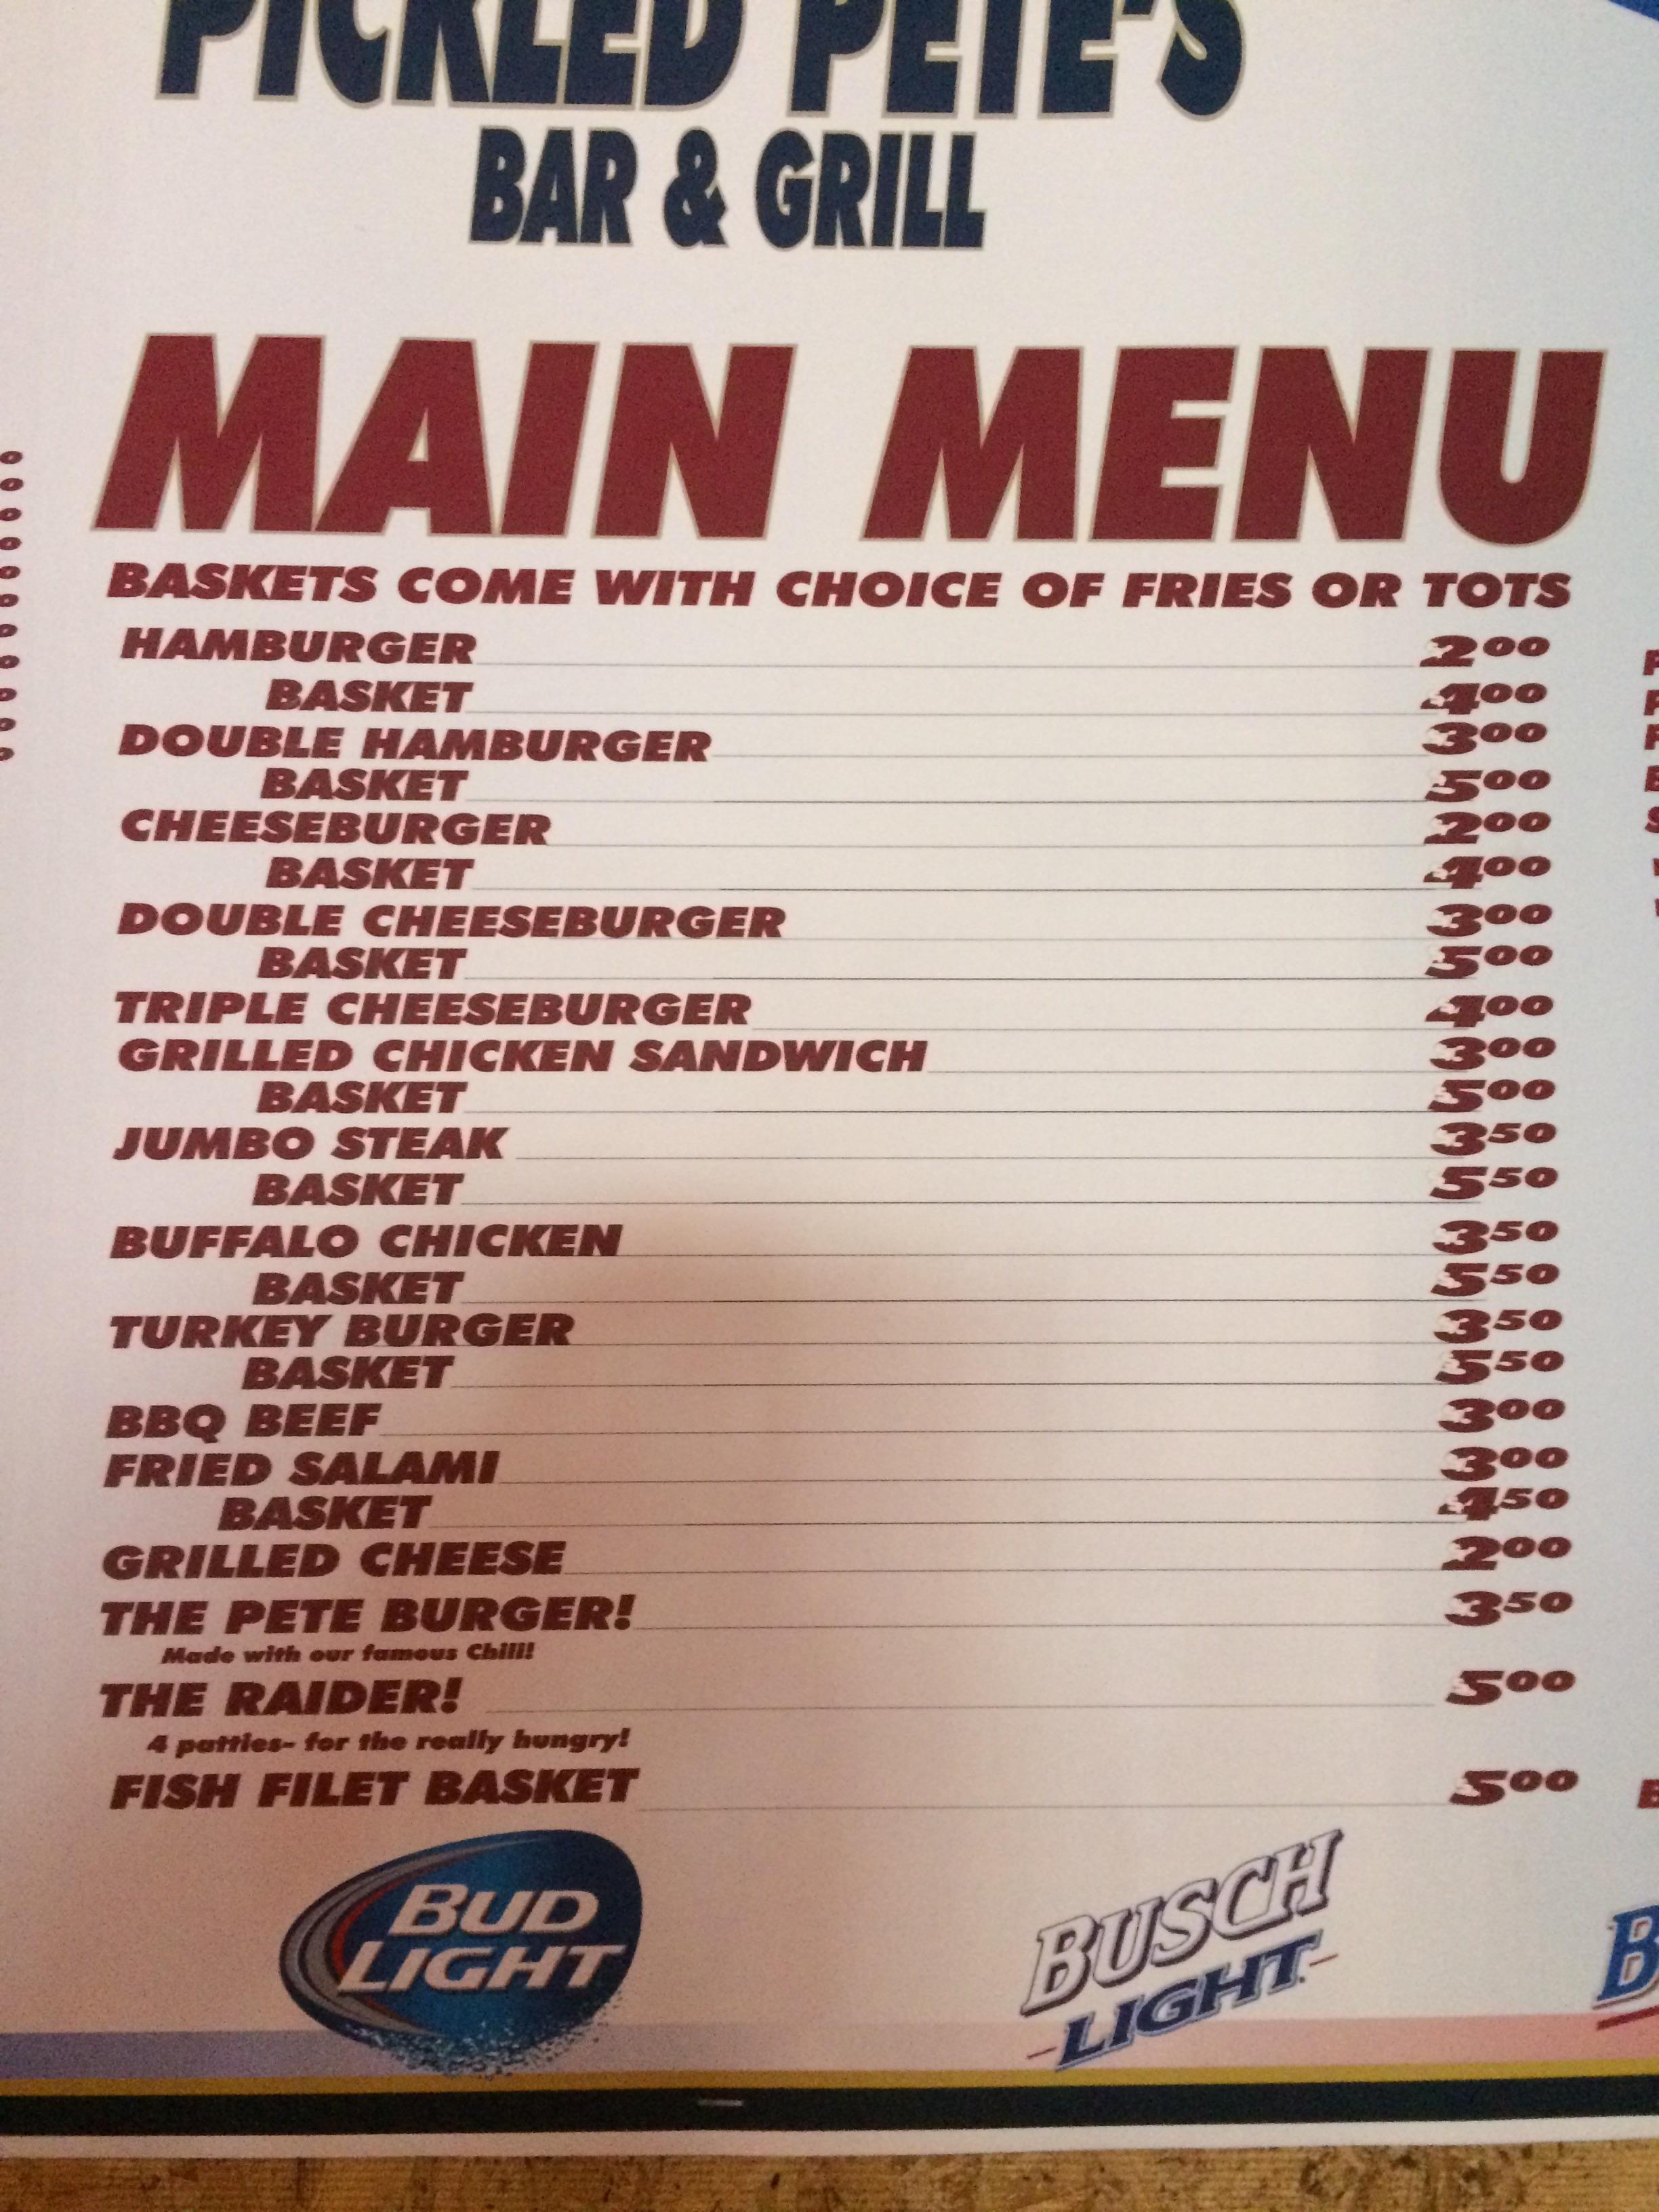 PICKLED PETE'S
BAR & GRILL
MAIN MENU
BASKETS COME WITH CHOICE OF FRIES OR TOTS
HAMBURGER 2.00
BASKET 4.00
DOUBLE HAMBURGER 3.00
BASKET 5.00
CHEESEBURGER 2.00
BASKET 4.00
DOUBLE CHEESEBURGER 3.00
BASKET 5.00
TRIPLE CHEESEBURGER 4.00
GRILLED CHICKEN SANDWICH 3.00
BASKET 5.00
JUMBO STEAK 3.50
BASKET 5.50
BUFFALO CHICKEN 3.50
BASKET 5.50
TURKEY BURGER 3.50
BASKET 5.50
BBQ BEEF 3.00
FRIED SALAMI 3.00
BASKET 4.50
GRILLED CHEESE 2.00
THE PETE BURGER! 3.50
Made with our famous Chili!
THE RAIDER! 5.00
4 patties- for the really hungry!
FISH FILET BASKET 5.00
BUD
LIGHT
BUSCH
LIGHT